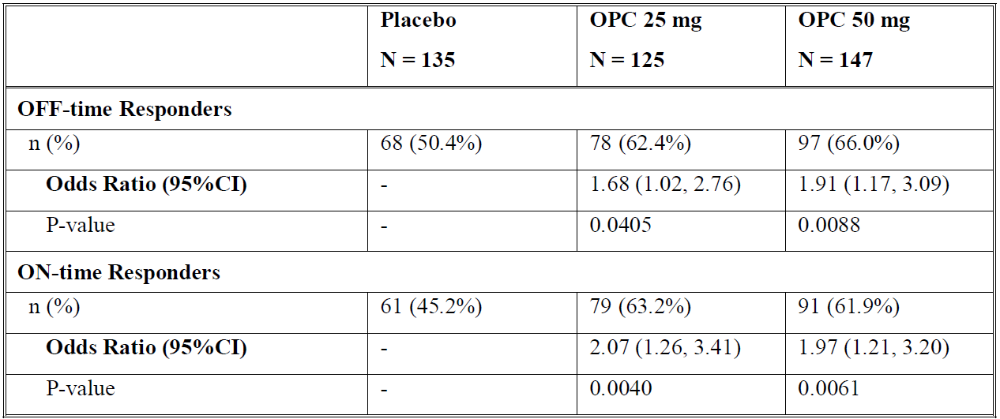 Placebo OPC 25 mg OPC 50 mg
N = 135 N = 125 N = 147
OFF-time Responders
n (%) 68 (50.4%) 78 (62.4%) 97 (66.0%)
Odds Ratio (95%CI) - 1.68 (1.02, 2.76) 1.91 (1.17, 3.09)
P-value - 0.0405 0.0088
ON-time Responders
n (%) 61 (45.2%) 79 (63.2%) 91 (61.9%)
Odds Ratio (95%CI) - 2.07 (1.26, 3.41) 1.97 (1.21, 3.20)
P-value - 0.0040 0.0061